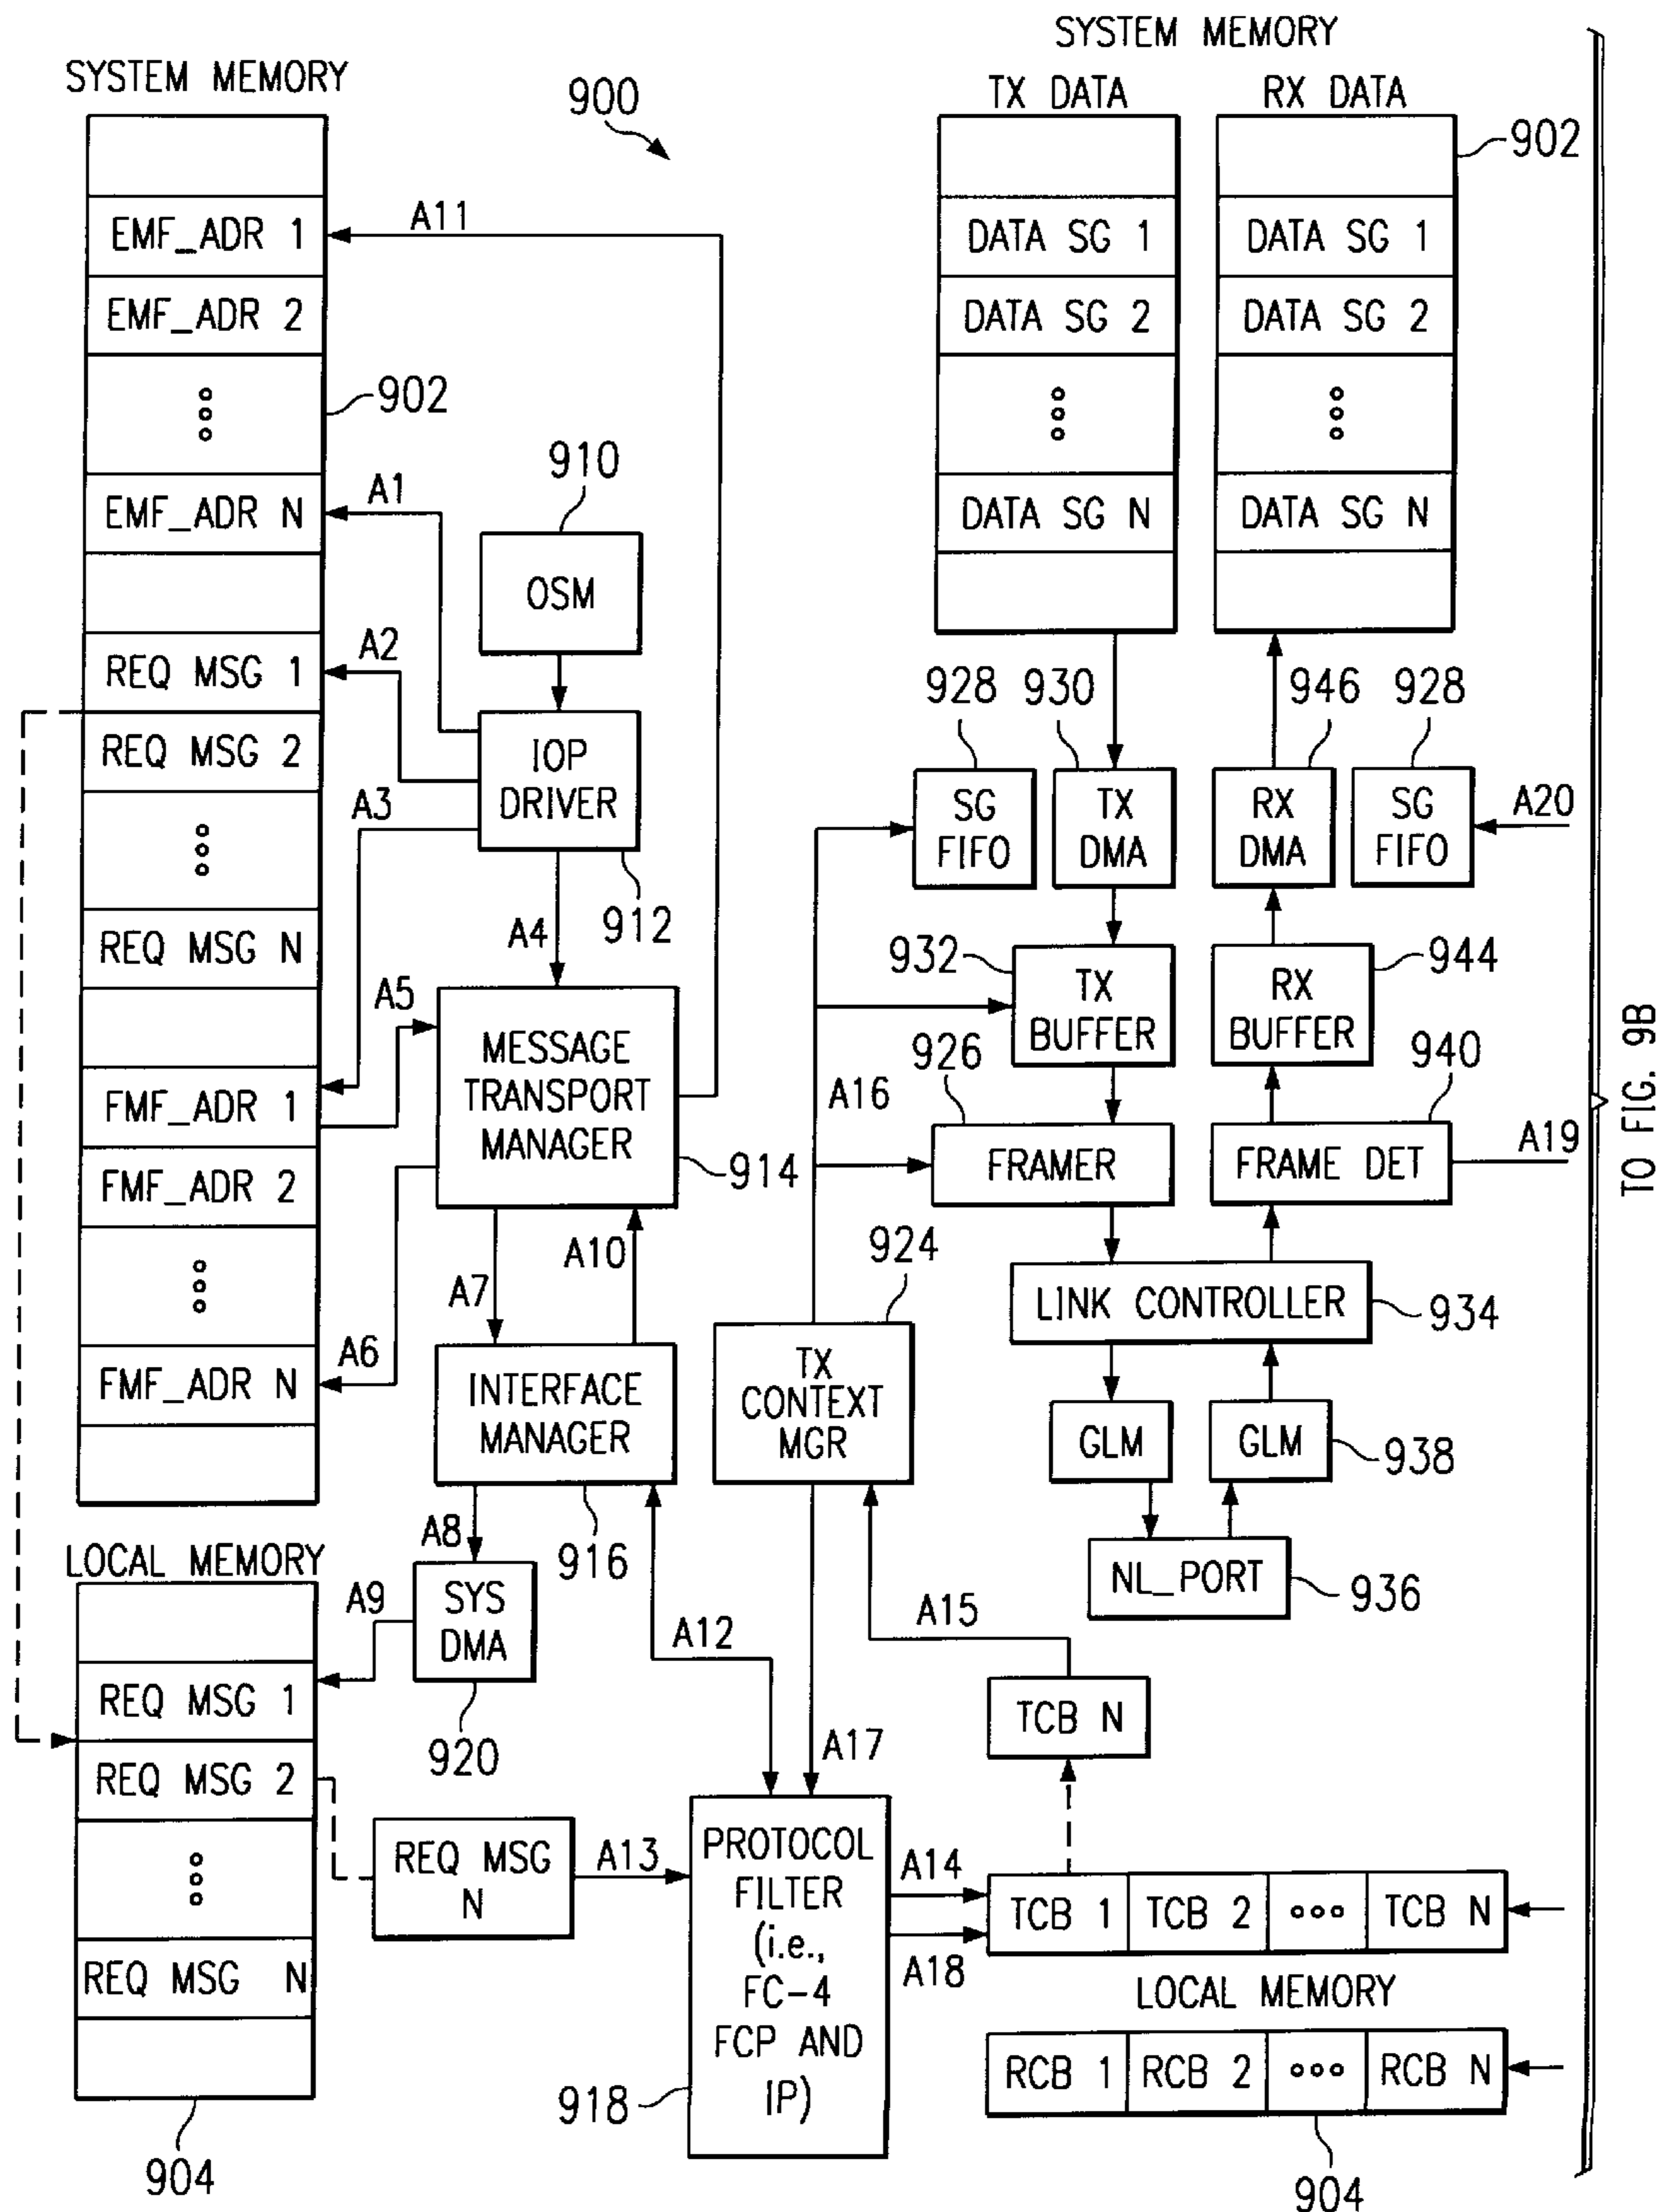 SYSTEM MEMORY
EMF_ADR 1
EMF_ADR 2
902
EMF_ADR N
REQ MSG 1
REQ MSG 2
REQ MSG N
FMF_ADR 1
FMF_ADR 2
FMF_ADR N
LOCAL MEMORY
REQ MSG 1
REQ MSG 2
REQ MSG N
904
900
A11
A1
A2
A3
910
OSM
IOP
DRIVER
912
A4
A5
MESSAGE
TRANSPORT
MANAGER
914
A6
A7
A10
INTERFACE
MANAGER
916
A8
SYS
DMA
920
A9
A12
REQ MSG
N
A13
PROTOCOL
FILTER
(i.e.,
FC-4
FCP AND
IP)
918
A17
924
TX
CONTEXT
MGR
A16
A15
TCB N
A14
A18
TCB 1
TCB 2
TCB N
LOCAL MEMORY
RCB 1
RCB 2
RCB N
904
SYSTEM MEMORY
TX DATA
RX DATA
902
DATA SG 1
DATA SG 1
DATA SG 2
DATA SG 2
DATA SG N
DATA SG N
928
930
946
928
SG
FIFO
TX
DMA
RX
DMA
SG
FIFO
A20
932
TX
BUFFER
RX
BUFFER
944
926
FRAMER
FRAME DET
940
A19
LINK CONTROLLER
934
GLM
GLM
938
NL_PORT
936
TO FIG. 9B